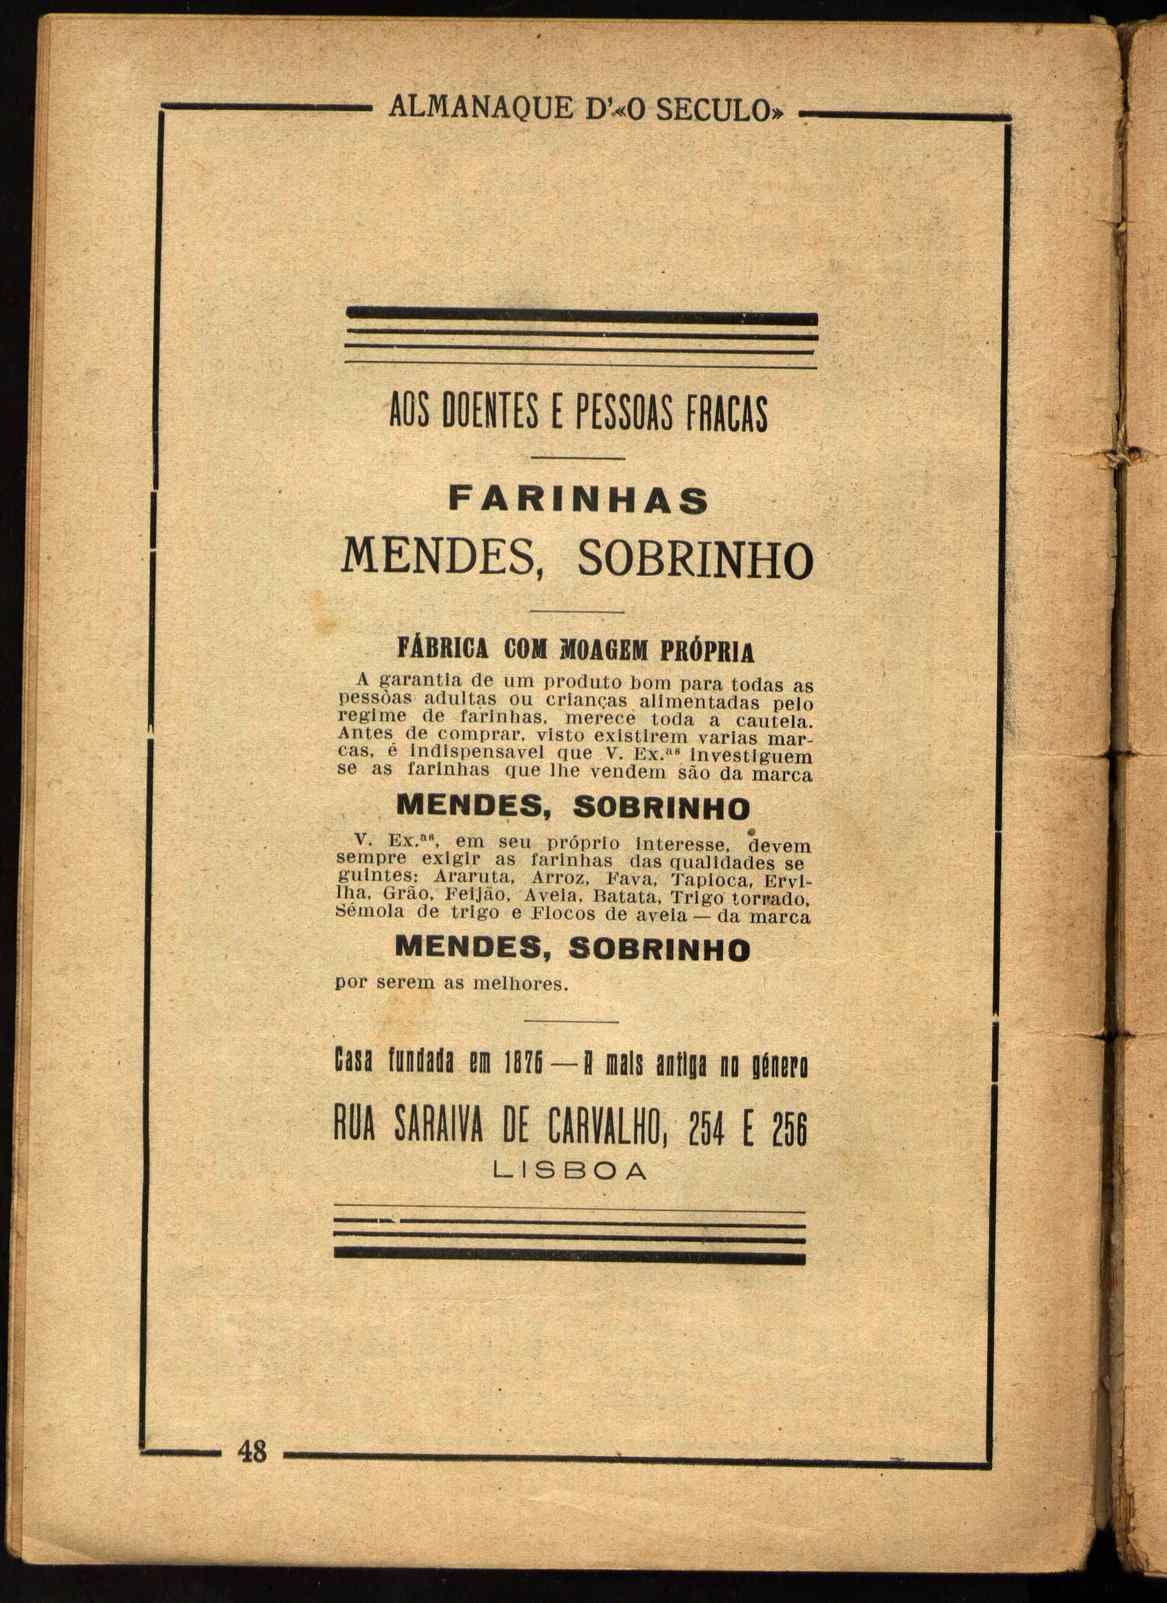 ALMANAQUE D'«O SECULO»
AOS DOENTES E PESSOAS FRACAS
FARINHAS
MENDES, SOBRINHO
FÁBRICA COM MOAGEM PRÓPRIA
A garantia de um produto bom para todas as
pessôas adultas ou crianças alimentadas pelo
regime de farinhas, merece toda a cautela.
Antes de comprar, visto existirem varias mar-
cas, é indispensavel que V. Ex.ᵃˢ investiguem
se as farinhas que lhe vendem são da marca
MENDES, SOBRINHO
V. Ex.ᵃˢ, em seu próprio interesse, devem
sempre exigir as farinhas das qualidades se
guintes: Araruta, Arroz, Fava, Tapioca, Ervi-
lha, Grão, Feijão, Aveia, Batata, Trigo torrado,
Sêmola de trigo e Flocos de aveia — da marca
MENDES, SOBRINHO
por serem as melhores.
Casa fundada em 1876 — A mais antiga no género
RUA SARAIVA DE CARVALHO, 254 E 256
LISBOA
48